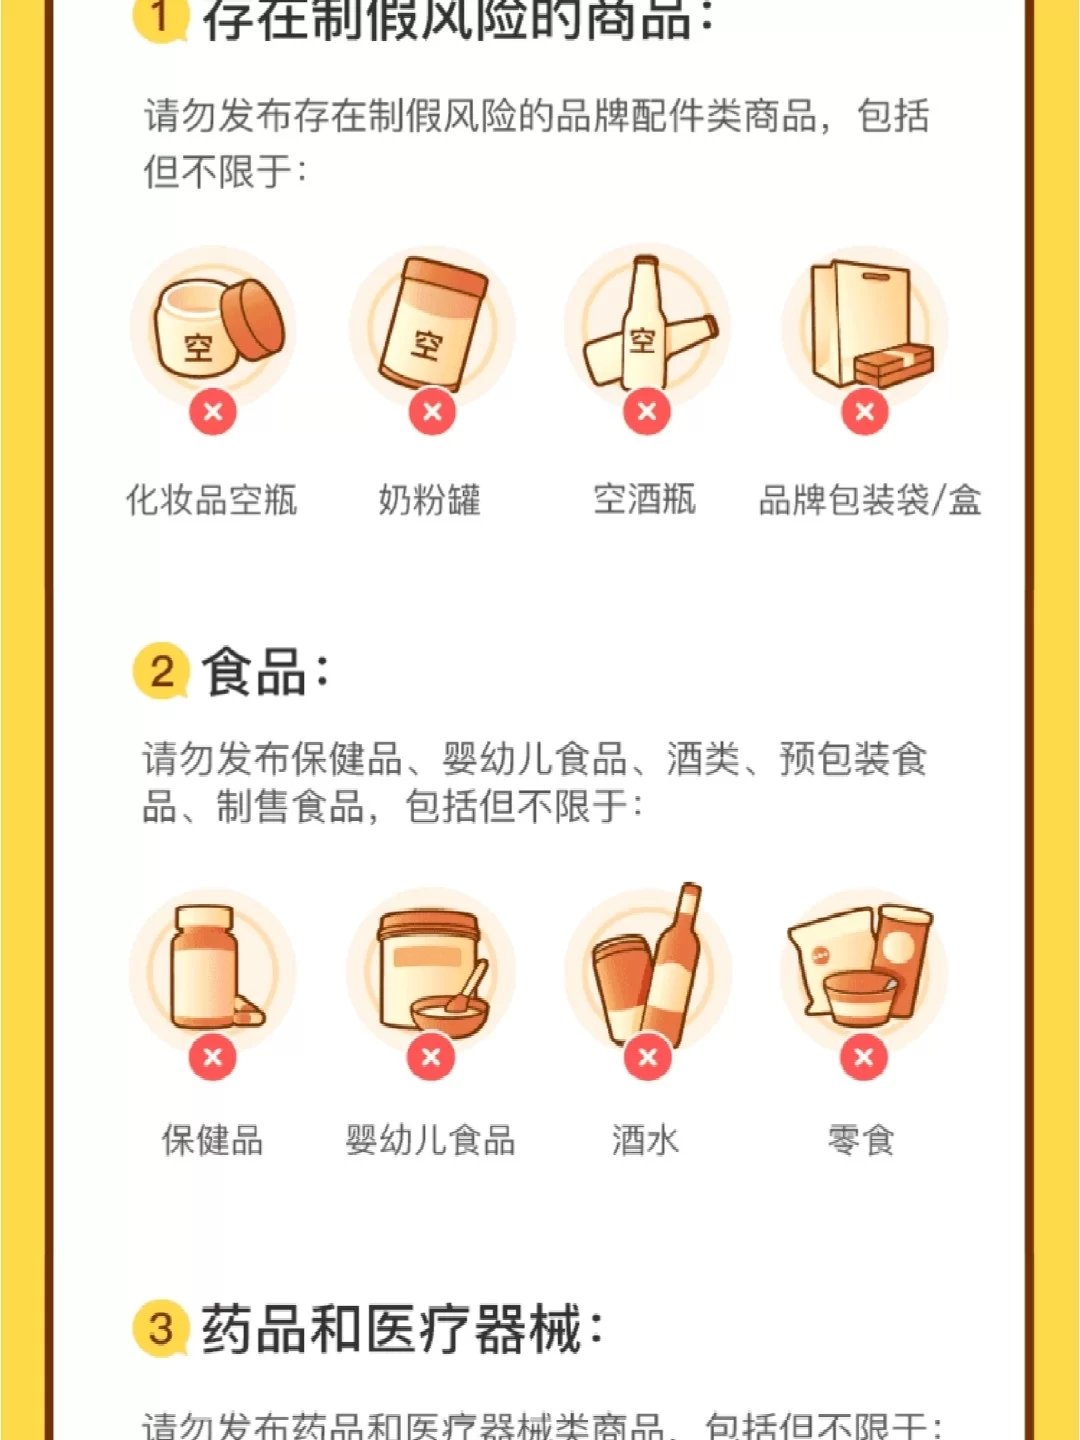 1 存在制假风险的商品：
请勿发布存在制假风险的品牌配件类商品，包括
但不限于：
空
空
空
化妆品空瓶
奶粉罐
空酒瓶
品牌包装袋/盒
2 食品：
请勿发布保健品、婴幼儿食品、酒类、预包装食
品、制售食品，包括但不限于：
保健品
婴幼儿食品
酒水
零食
3 药品和医疗器械：
请勿发布药品和医疗器械类商品，包括但不限于：